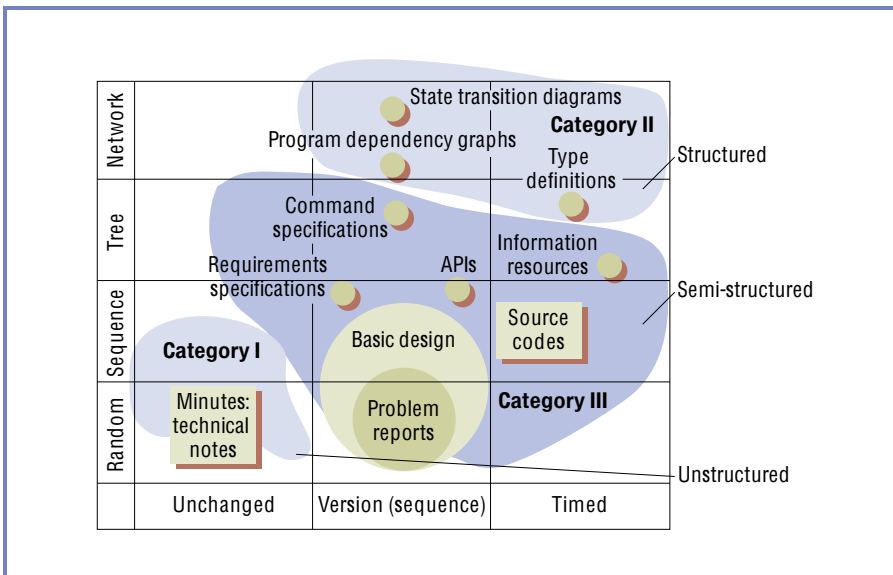 State transition diagrams
Category II
Program dependency graphs
Type
definitions
Structured
Network
Command
specifications
Information
resources
Tree
Requirements
specifications
APIs
Semi-structured
Source
codes
Basic design
Category I
Sequence
Category III
Minutes:
technical
notes
Problem
reports
Random
Unstructured
Unchanged
Version (sequence)
Timed